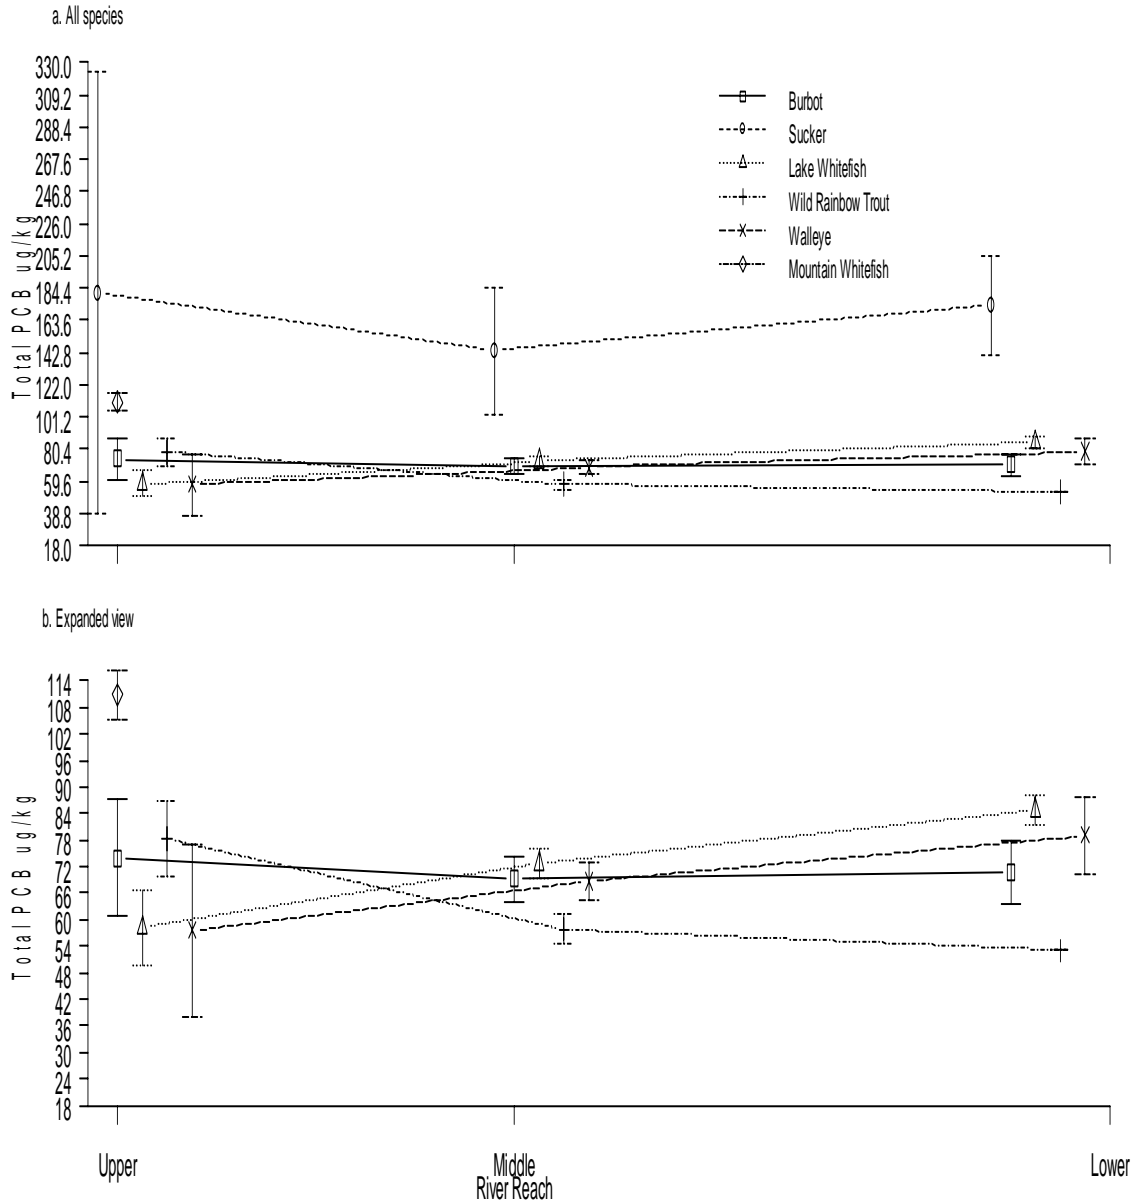 a. All species
330.0
309.2
288.4
267.6
246.8
226.0
205.2
184.4
163.6
142.8
122.0
101.2
80.4
59.6
38.8
18.0
Total PCB ug/kg
Burbot
Sucker
Lake Whitefish
Wild Rainbow Trout
Walleye
Mountain Whitefish
b. Expanded view
114
108
102
96
90
84
78
72
66
60
54
48
42
36
30
24
18
Total PCB ug/kg
Upper
Middle
Lower
River Reach